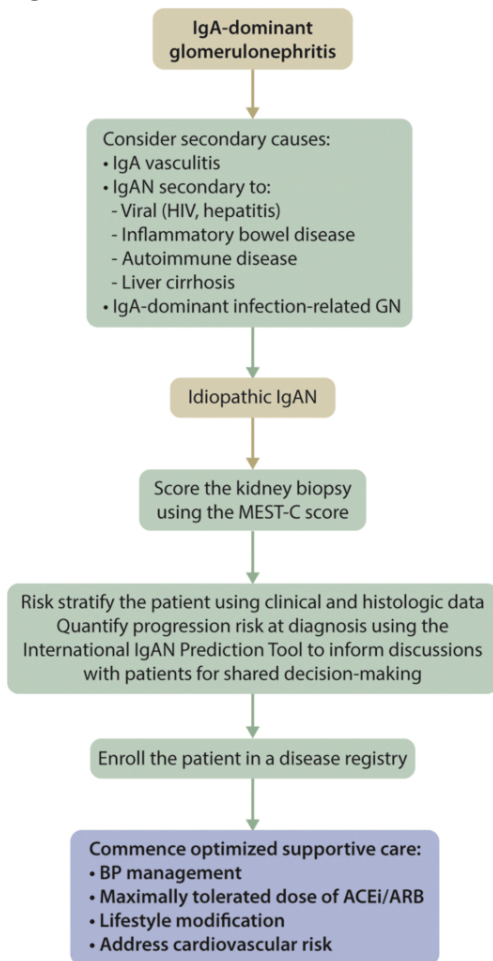 IgA-dominant
glomerulonephritis
Consider secondary causes:
• IgA vasculitis
• IgAN secondary to:
- Viral (HIV, hepatitis)
- Inflammatory bowel disease
- Autoimmune disease
- Liver cirrhosis
• IgA-dominant infection-related GN
Idiopathic IgAN
Score the kidney biopsy
using the MEST-C score
Risk stratify the patient using clinical and histologic data
Quantify progression risk at diagnosis using the
International IgAN Prediction Tool to inform discussions
with patients for shared decision-making
Enroll the patient in a disease registry
Commence optimized supportive care:
• BP management
• Maximally tolerated dose of ACEi/ARB
• Lifestyle modification
• Address cardiovascular risk